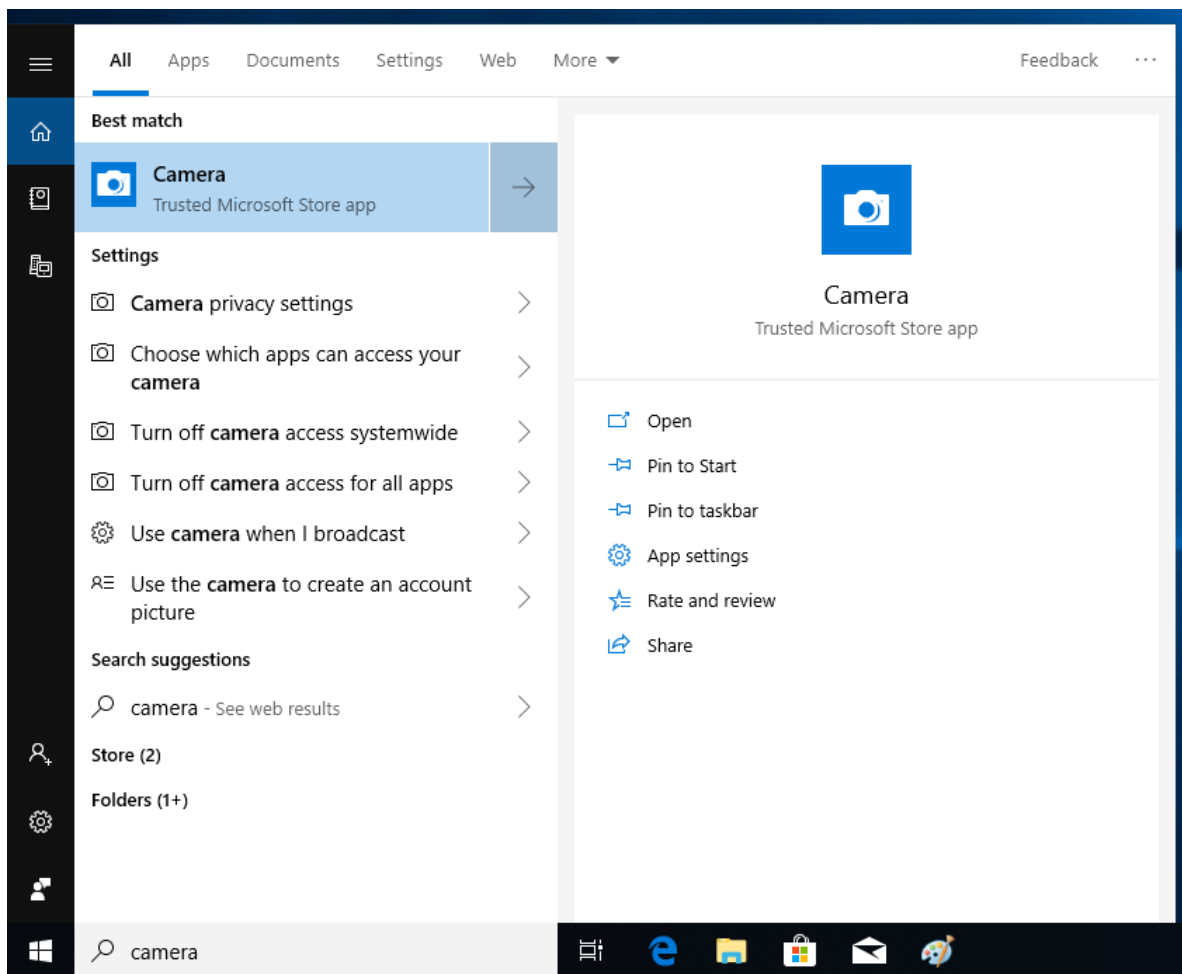 All Apps Documents Settings Web More Feedback ...
Best match
Camera
Trusted Microsoft Store app
Settings
Camera privacy settings
Choose which apps can access your
camera
Turn off camera access systemwide
Turn off camera access for all apps
Use camera when I broadcast
Use the camera to create an account
picture
Search suggestions
camera - See web results
Store (2)
Folders (1+)
Camera
Trusted Microsoft Store app
Open
Pin to Start
Pin to taskbar
App settings
Rate and review
Share
camera